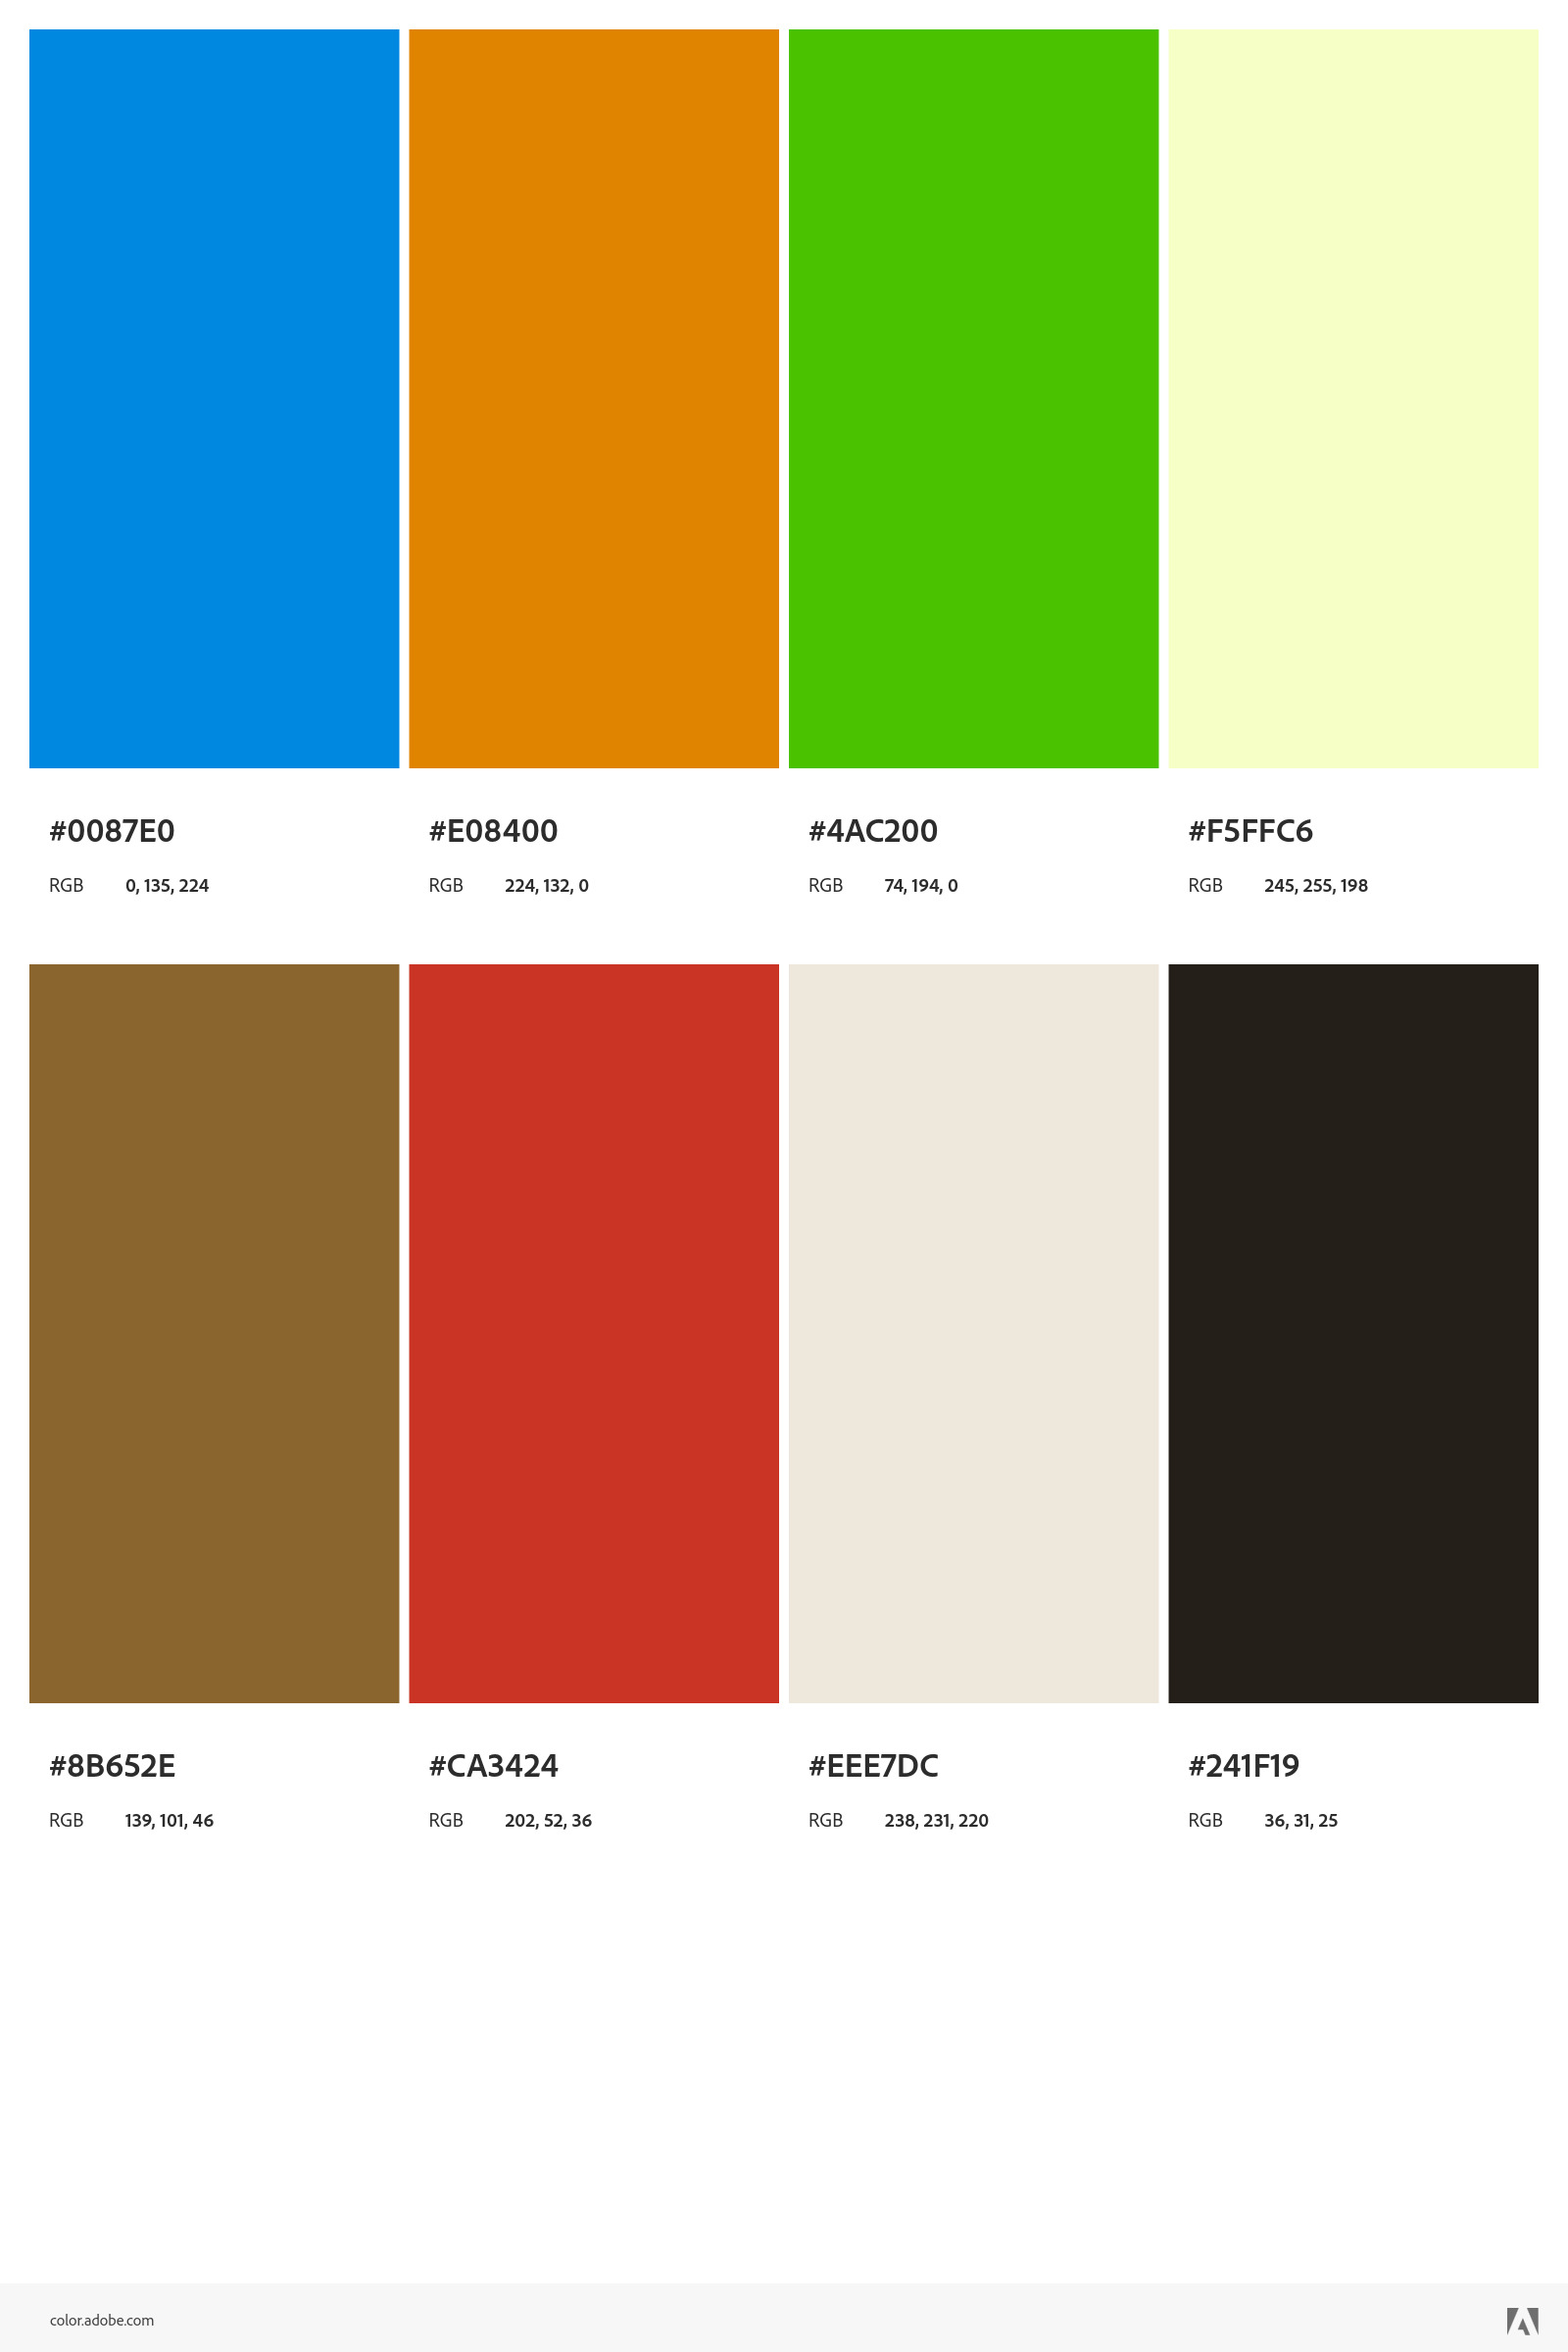 #0087E0 #E08400 #4AC200 #F5FFC6
RGB 0, 135, 224 RGB 224, 132, 0 RGB 74, 194, 0 RGB 245, 255, 198
#8B652E #CA3424 #EEE7DC #241F19
RGB 139, 101, 46 RGB 202, 52, 36 RGB 238, 231, 220 RGB 36, 31, 25
color.adobe.com